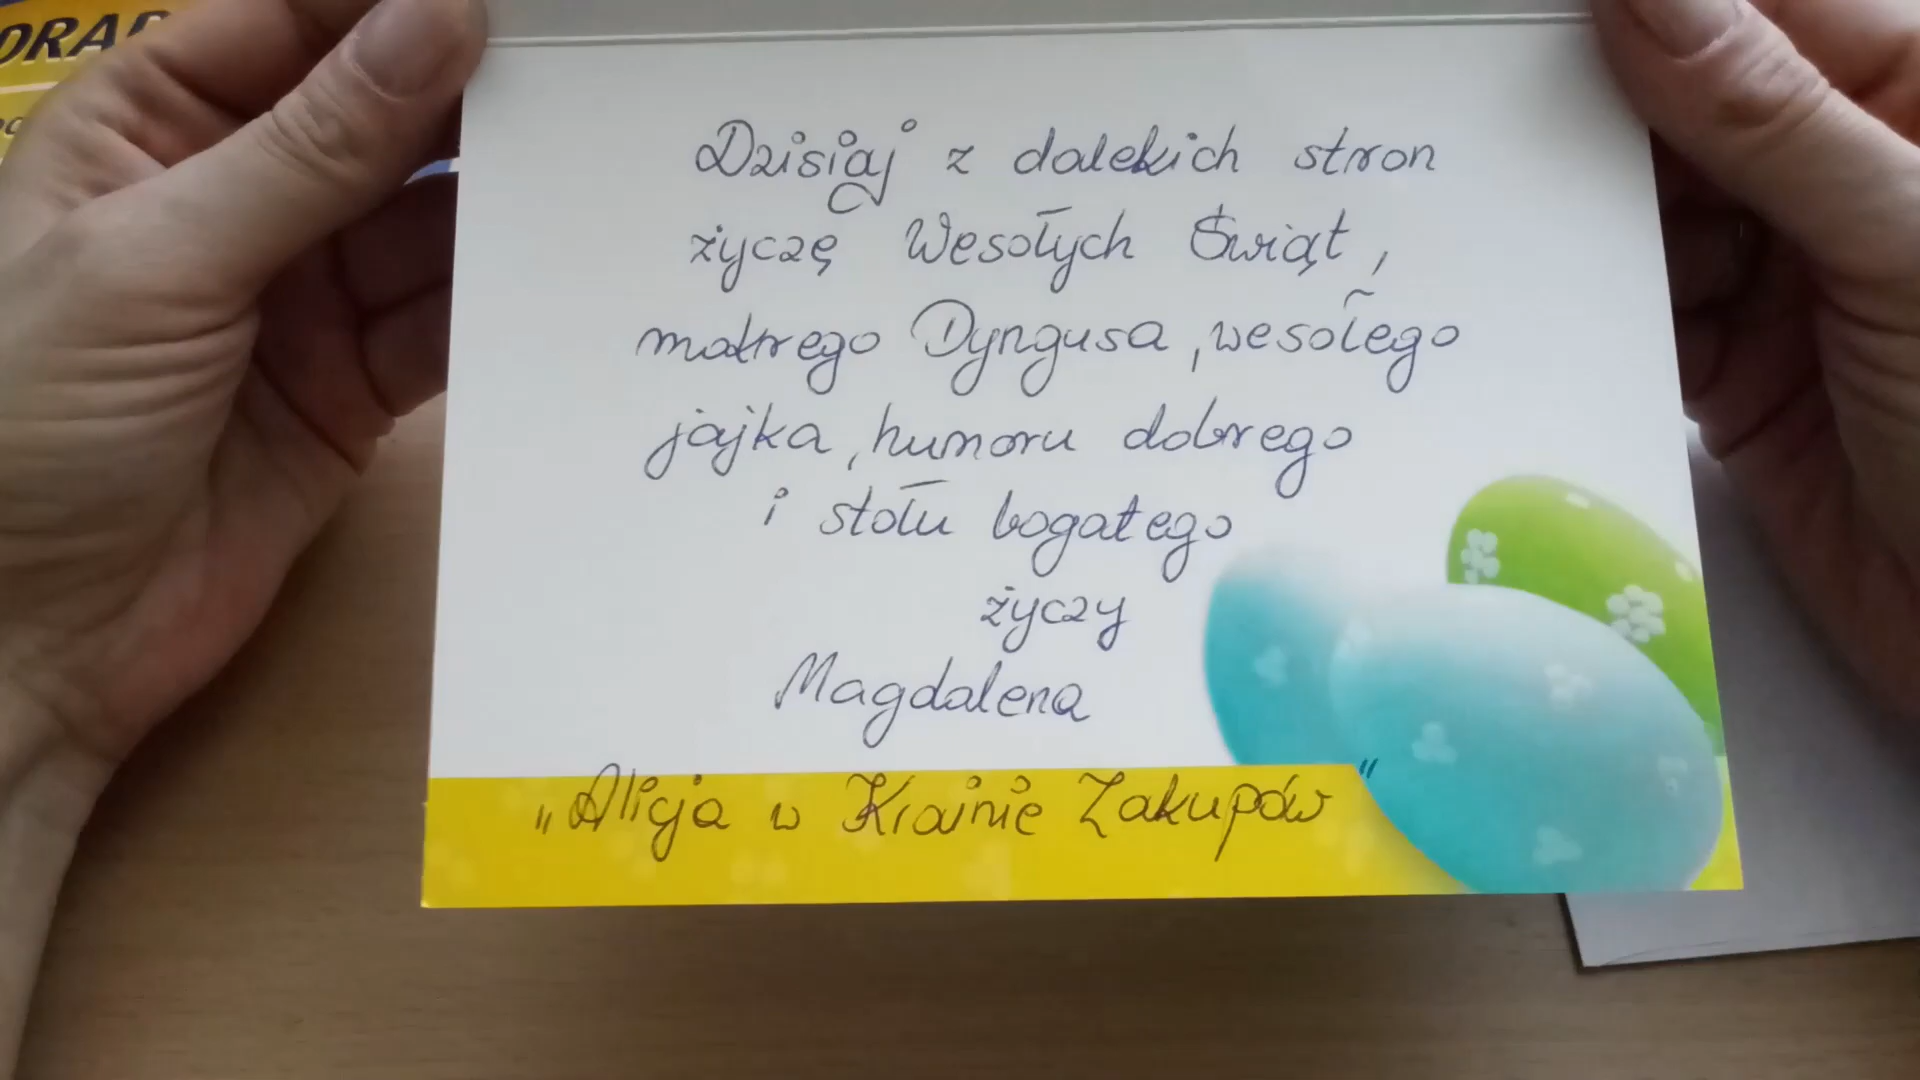 DRAP
Dzisiaj z dalekich stron
życzę Wesołych Świąt,
mokrego Dyngusa, wesołego
jajka, humoru dobrego
i stołu bogatego
życzy
Magdalena
„Alicja w Krainie Zakupów"